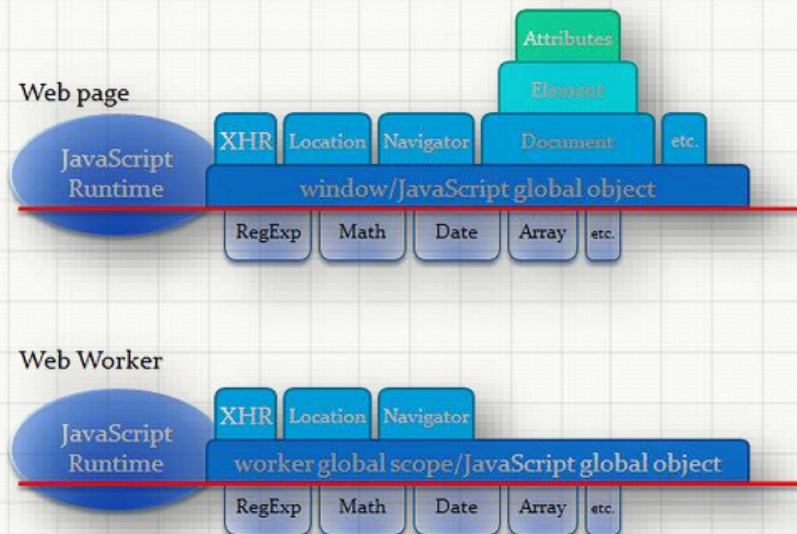 Attributes
Element
Web page
XHR Location Navigator Document etc.
JavaScript
Runtime
window/JavaScript global object
RegExp Math Date Array etc.
Web Worker
XHR Location Navigator
JavaScript
Runtime
worker global scope/JavaScript global object
RegExp Math Date Array etc.